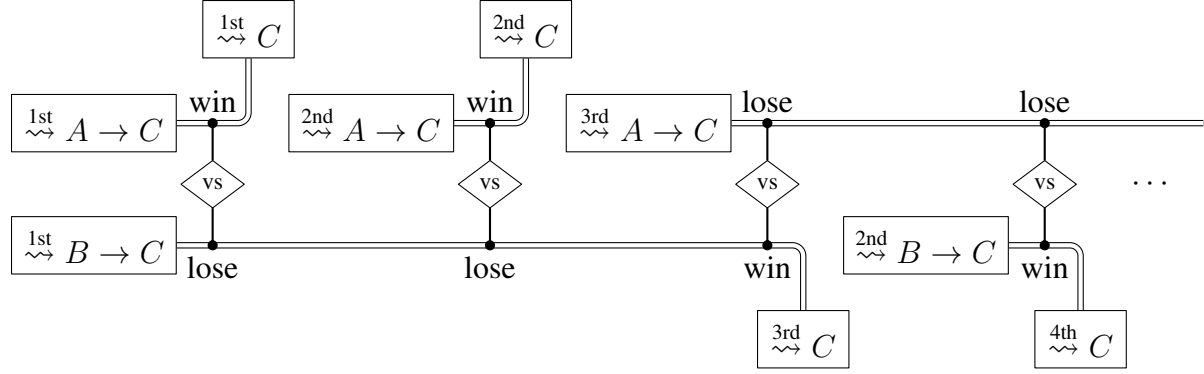 1st ⇝ C 2nd ⇝ C
win win lose lose
1st ⇝ A → C 2nd ⇝ A → C 3rd ⇝ A → C
vs vs vs vs ⋯
1st ⇝ B → C 2nd ⇝ B → C
lose lose win win
3rd ⇝ C 4th ⇝ C